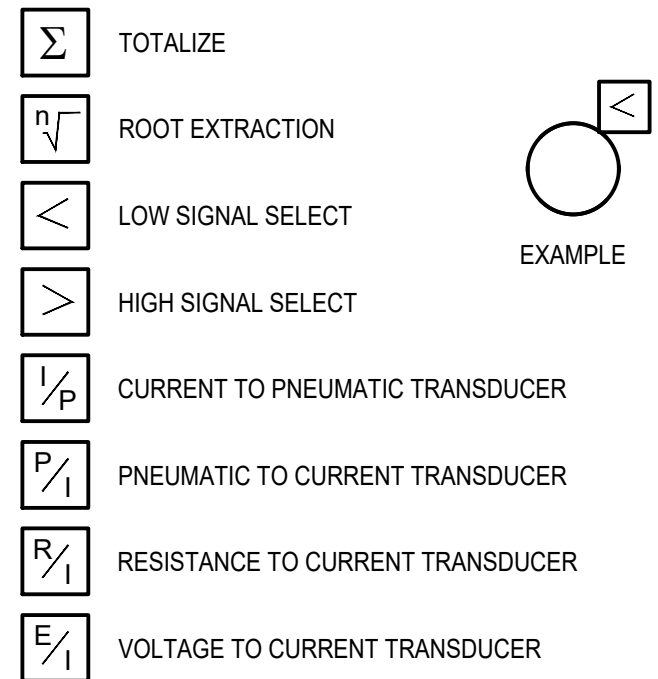 Σ TOTALIZE
n√ ROOT EXTRACTION
<
< LOW SIGNAL SELECT
EXAMPLE
> HIGH SIGNAL SELECT
I/P CURRENT TO PNEUMATIC TRANSDUCER
P/I PNEUMATIC TO CURRENT TRANSDUCER
R/I RESISTANCE TO CURRENT TRANSDUCER
E/I VOLTAGE TO CURRENT TRANSDUCER